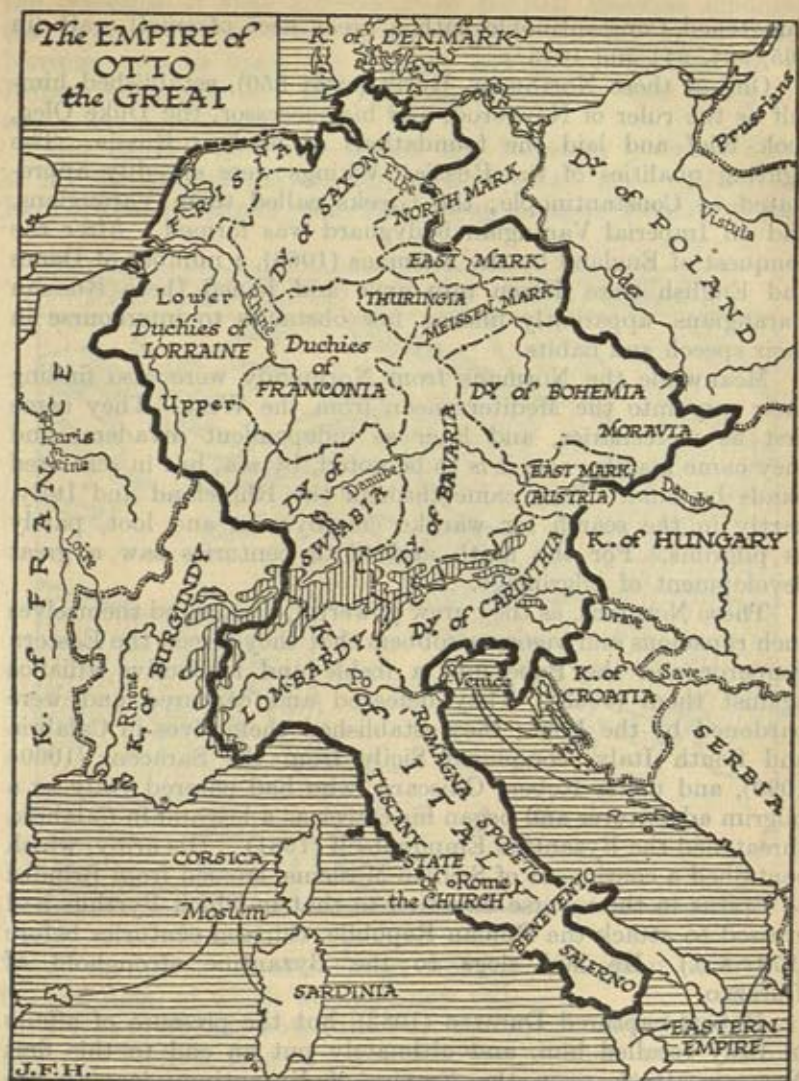 The EMPIRE of
OTTO
the GREAT
K. of DENMARK
Prussians
FRISIA
Dy of SAXONY
Elbe
NORTH MARK
Dy of POLAND
Vistula
EAST MARK
Oder
THURINGIA
MEISSEN MARK
Lower
Duchies of
LORRAINE
Upper
Rhine
Duchies
of
FRANCONIA
Dy of BOHEMIA
MORAVIA
K. of FRANCE
Paris
Seine
Loire
Dy of
SWABIA
Danube
Dy of BAVARIA
EAST MARK
(AUSTRIA)
Danube
K. of HUNGARY
K. of BURGUNDY
Rhone
Dy of CARINTHIA
Drave
Save
K. of
CROATIA
SERBIA
K. of ITALY
LOMBARDY
Po
Venice
ROMAGNA
TUSCANY
SPOLETO
STATE
of Rome
the CHURCH
BENEVENTO
SALERNO
CORSICA
Moslem
SARDINIA
EASTERN
EMPIRE
J.F.H.